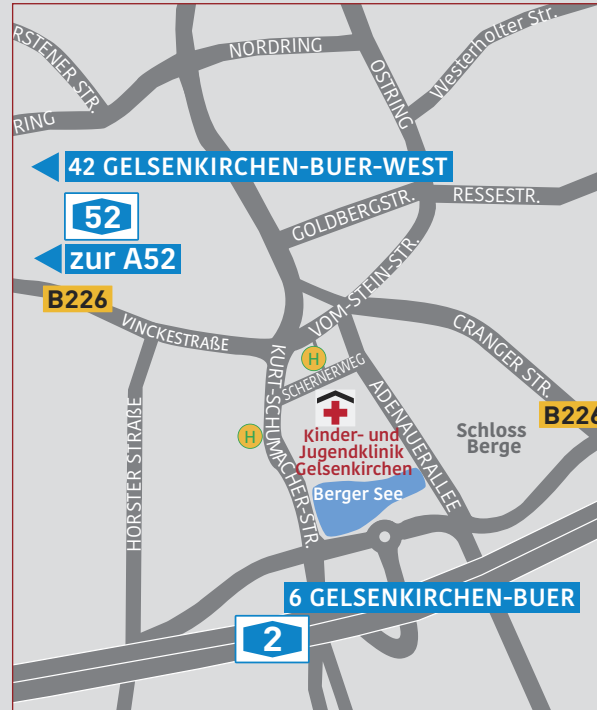 RSTENER STR.
NORDRING
OSTRING
Westerholter Str.
RING
42 GELSENKIRCHEN-BUER-WEST
52
GOLDBERGSTR.
RESSESTR.
zur A52
B226
VINCKESTRAßE
VOM-STEIN-STR.
CRANGER STR.
H
SCHERNERWEG
KURT-SCHUMACHER-STR.
ADENAUERALLEE
B226
H
Kinder- und
Jugendklinik
Gelsenkirchen
Schloss
Berge
HORSTER STRAßE
Berger See
6 GELSENKIRCHEN-BUER
2